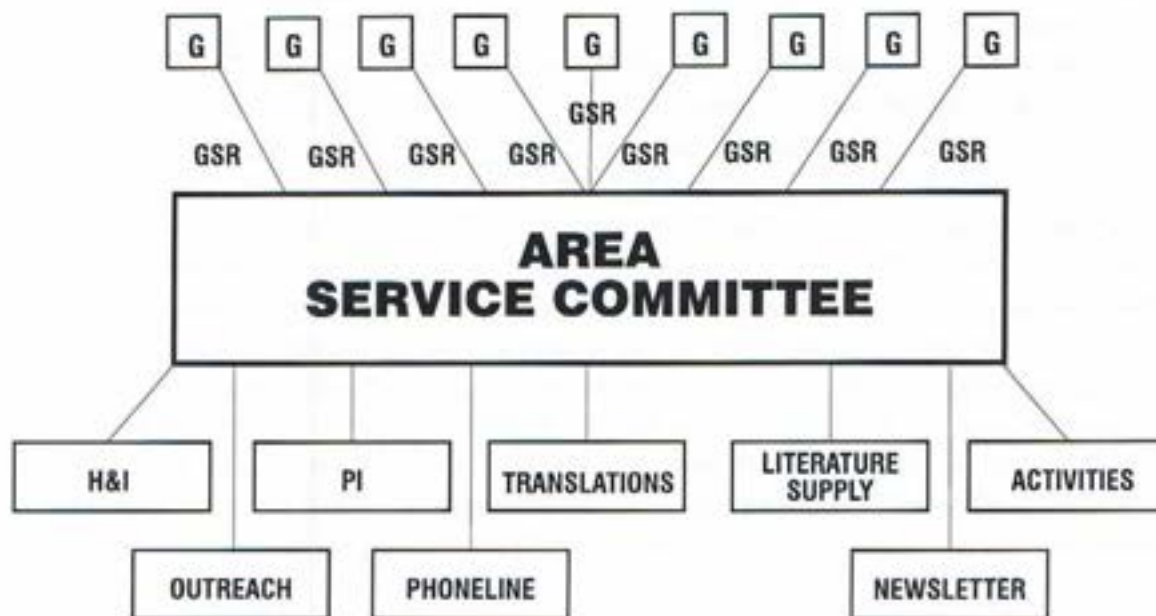 G G G G G G G G G
GSR
GSR GSR GSR GSR GSR GSR GSR GSR
AREA
SERVICE COMMITTEE
H&I PI TRANSLATIONS LITERATURE
SUPPLY ACTIVITIES
OUTREACH PHONELINE NEWSLETTER